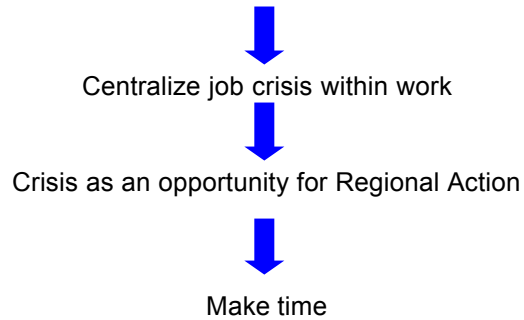 Centralize job crisis within work
Crisis as an opportunity for Regional Action
Make time